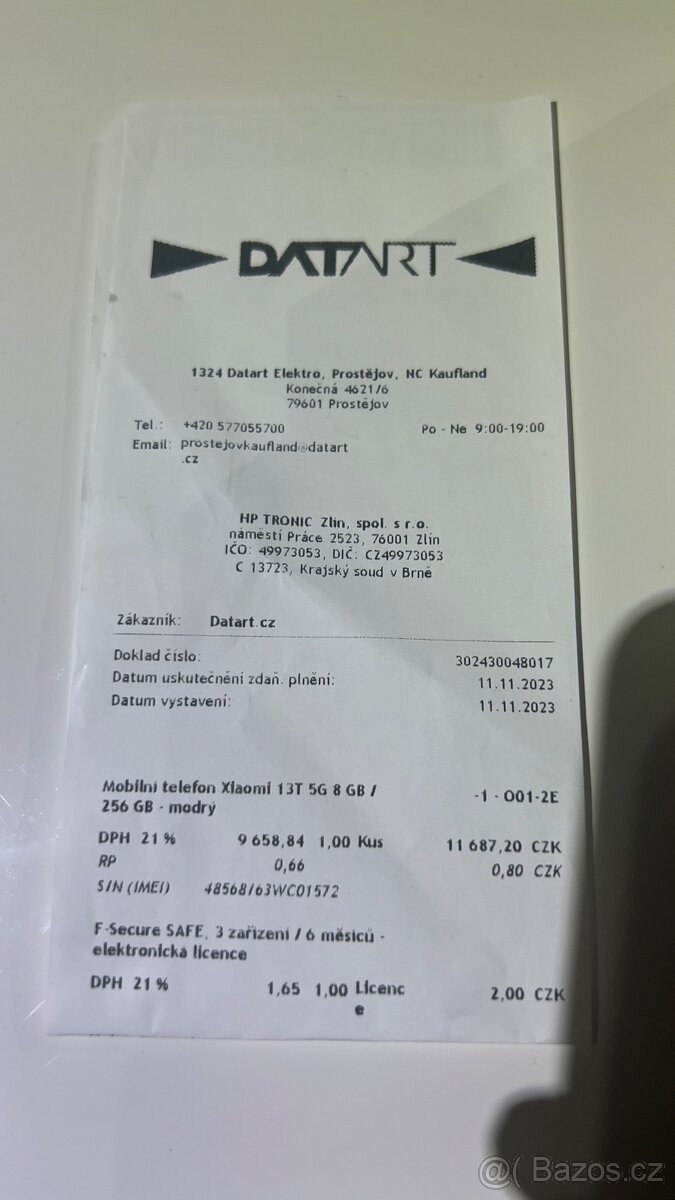 DATART
1324 Datart Elektro, Prostějov, NC Kaufland
Konečná 4621/6
79601 Prostějov
Tel.: +420 577055700 Po - Ne 9:00-19:00
Email: prostejovkaufland@datart
.cz
HP TRONIC Zlín, spol. s r.o.
náměstí Práce 2523, 76001 Zlín
IČO: 49973053, DIČ: CZ49973053
C 13723, Krajský soud v Brně
Zákazník: Datart.cz
Doklad číslo: 302430048017
Datum uskutečnění zdaň. plnění: 11.11.2023
Datum vystavení: 11.11.2023
Mobilní telefon Xiaomi 13T 5G 8 GB / -1 - O01-2E
256 GB - modrý
DPH 21 % 9 658,84 1,00 Kus 11 687,20 CZK
RP 0,66 0,80 CZK
S/N (IMEI) 48568/63WC01572
F-Secure SAFE, 3 zařízení / 6 měsíců -
elektronická licence
DPH 21 % 1,65 1,00 Licenc 2,00 CZK
e
@( Bazos.cz